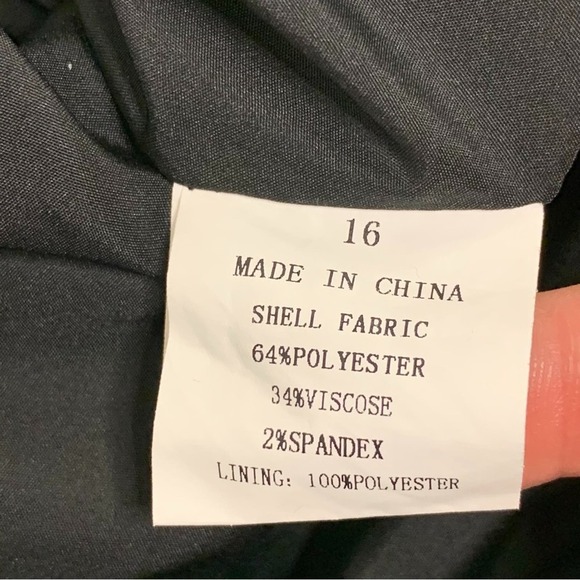 16
MADE IN CHINA
SHELL FABRIC
64%POLYESTER
34%VISCOSE
2%SPANDEX
LINING: 100%POLYESTER